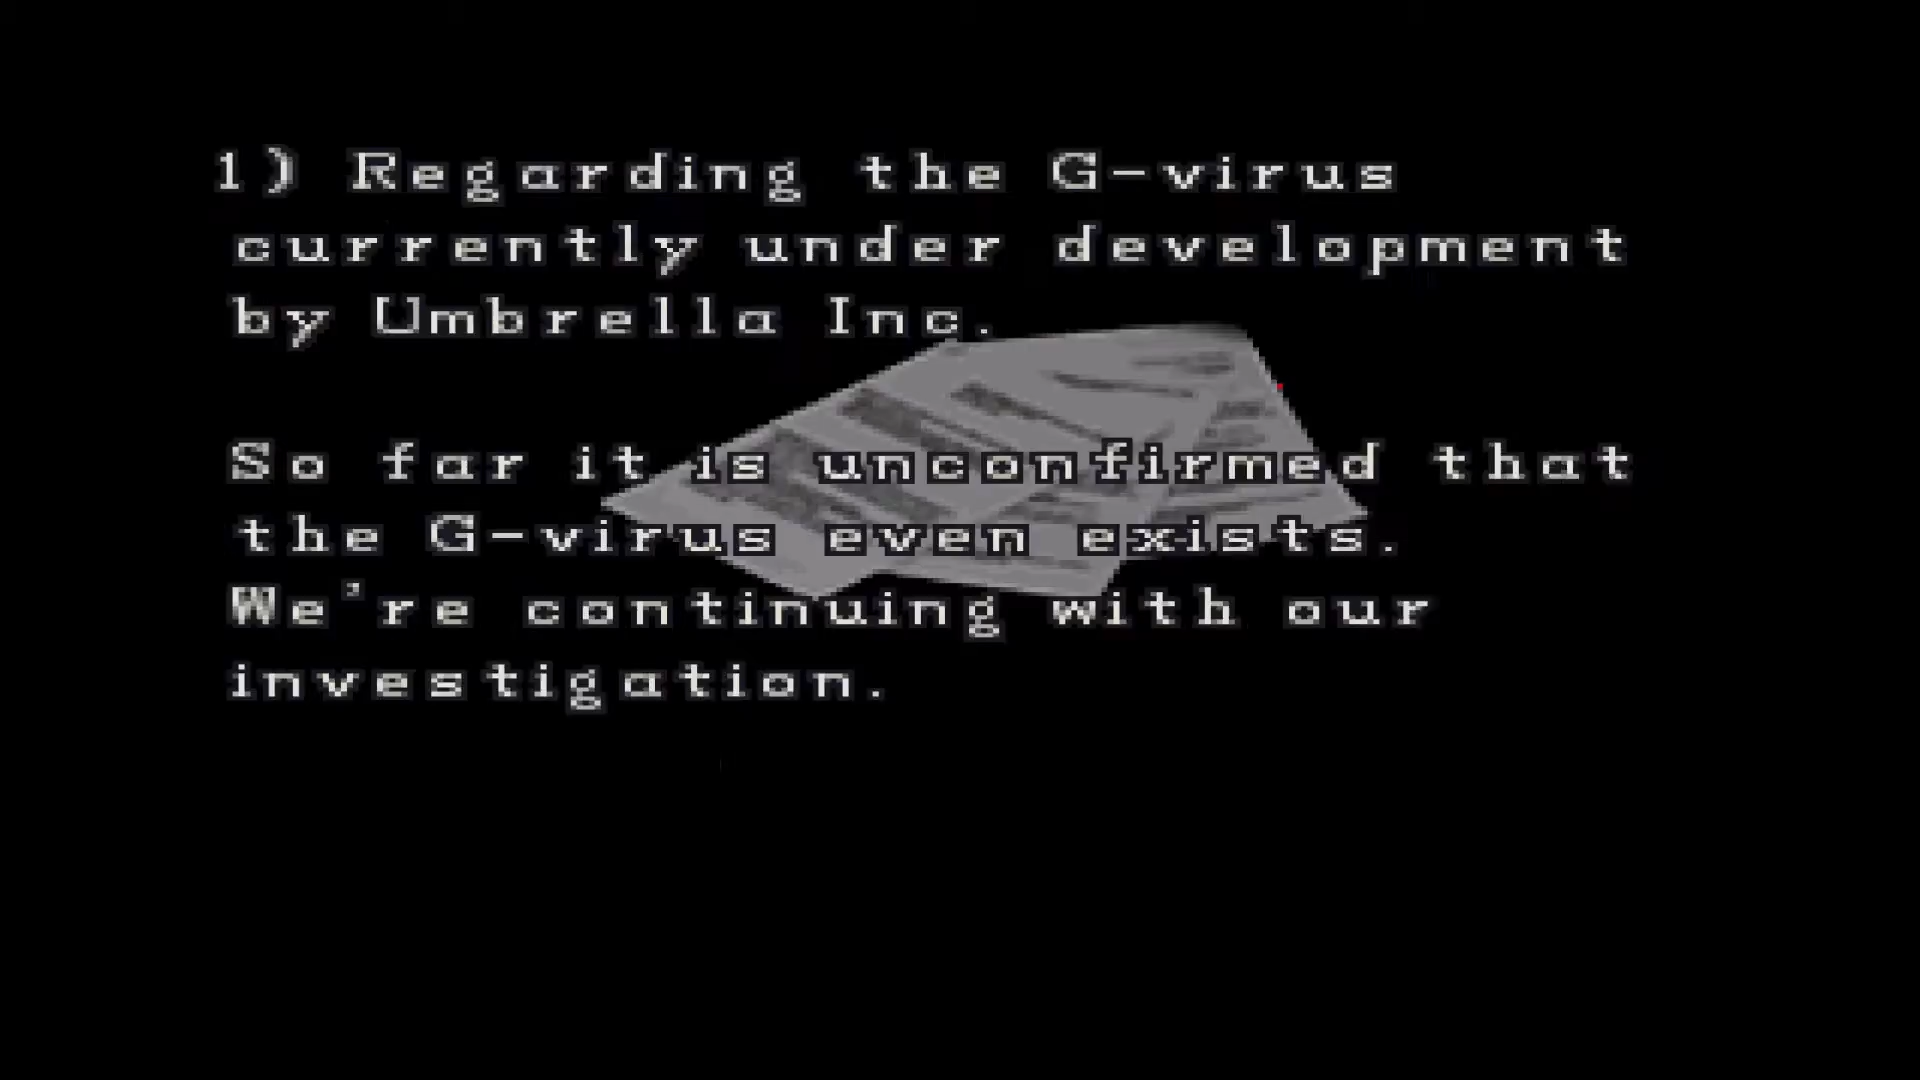 1) Regarding the G-virus
currently under development
by Umbrella Inc.
So far it is unconfirmed that
the G-virus even exists.
We're continuing with our
investigation.